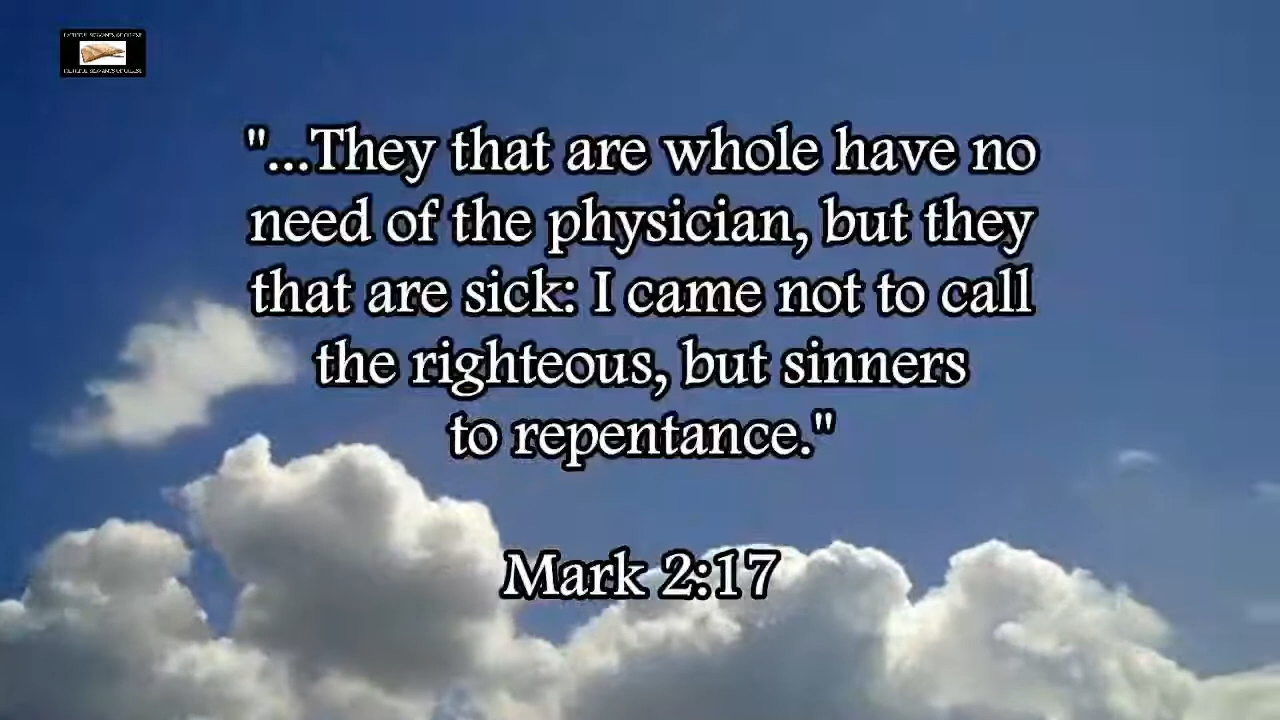 "...They that are whole have no
need of the physician, but they
that are sick: I came not to call
the righteous, but sinners
to repentance."
Mark 2:17